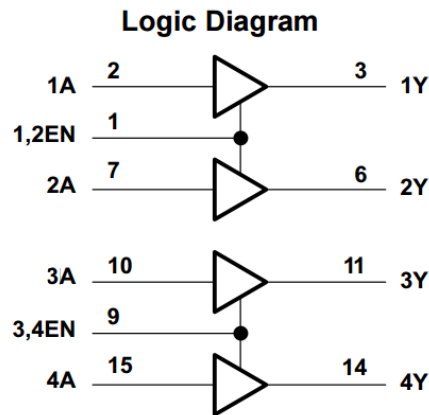 Logic Diagram
1A 2 3 1Y
1,2EN 1
2A 7 6 2Y
3A 10 11 3Y
3,4EN 9
4A 15 14 4Y